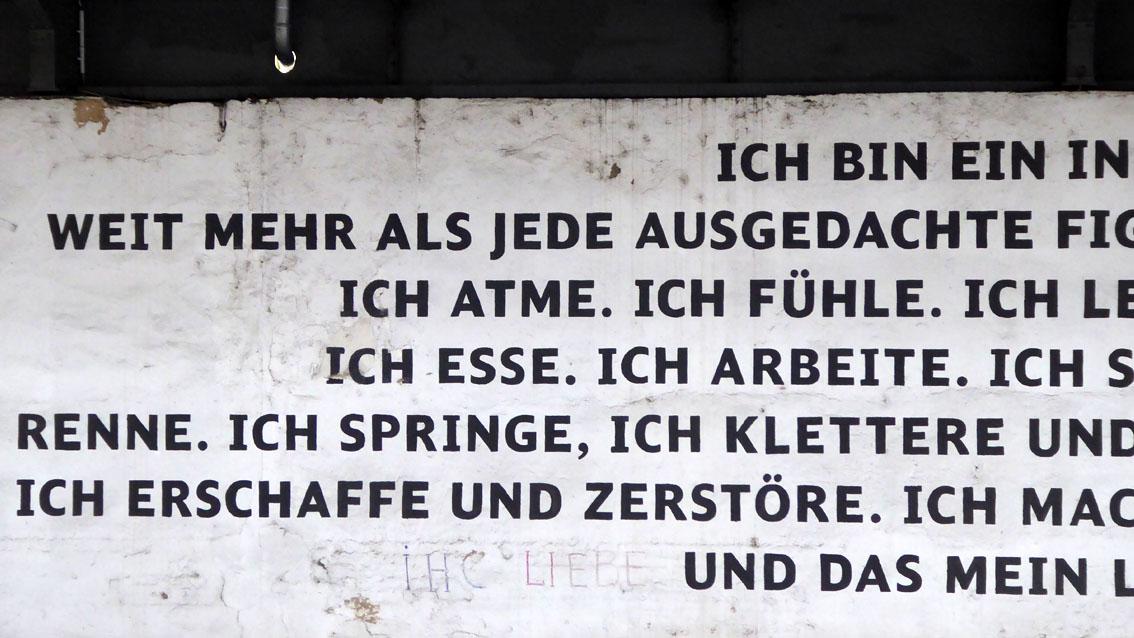 ICH BIN EIN IN
WEIT MEHR ALS JEDE AUSGEDACHTE FIG
ICH ATME. ICH FÜHLE. ICH LE
ICH ESSE. ICH ARBEITE. ICH S
RENNE. ICH SPRINGE, ICH KLETTERE UND
ICH ERSCHAFFE UND ZERSTÖRE. ICH MAC
iHC LIEBE UND DAS MEIN L